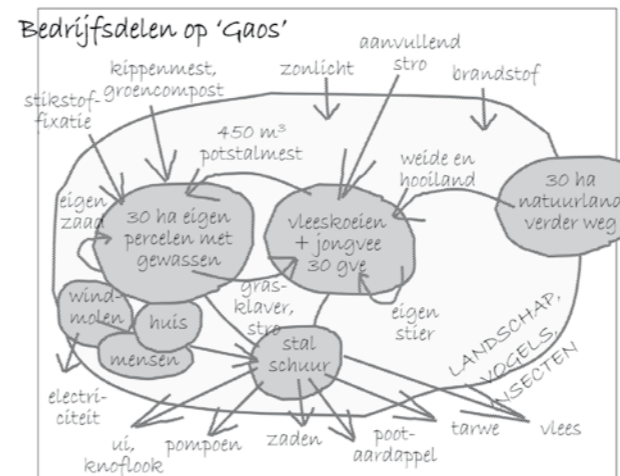 Bedrijfsdelen op ‘Gaos’
aanvullend
stro
kippenmest,
groencompost
zonlicht
brandstof
stikstof-
fixatie
450 m³
potstalmest
weide en
hooiland
eigen
zaad
30 ha eigen
percelen met
gewassen
vleeskoeien
+ jongvee
30 gve
30 ha
natuurland
verder weg
gras-
klaver,
stro
eigen
stier
wind-
molen
huis
mensen
stal
schuur
LANDSCHAP,
VOGELS,
INSECTEN
electri-
citeit
ui,
knoflook
pompoen
zaden
poot-
aardappel
tarwe
vlees